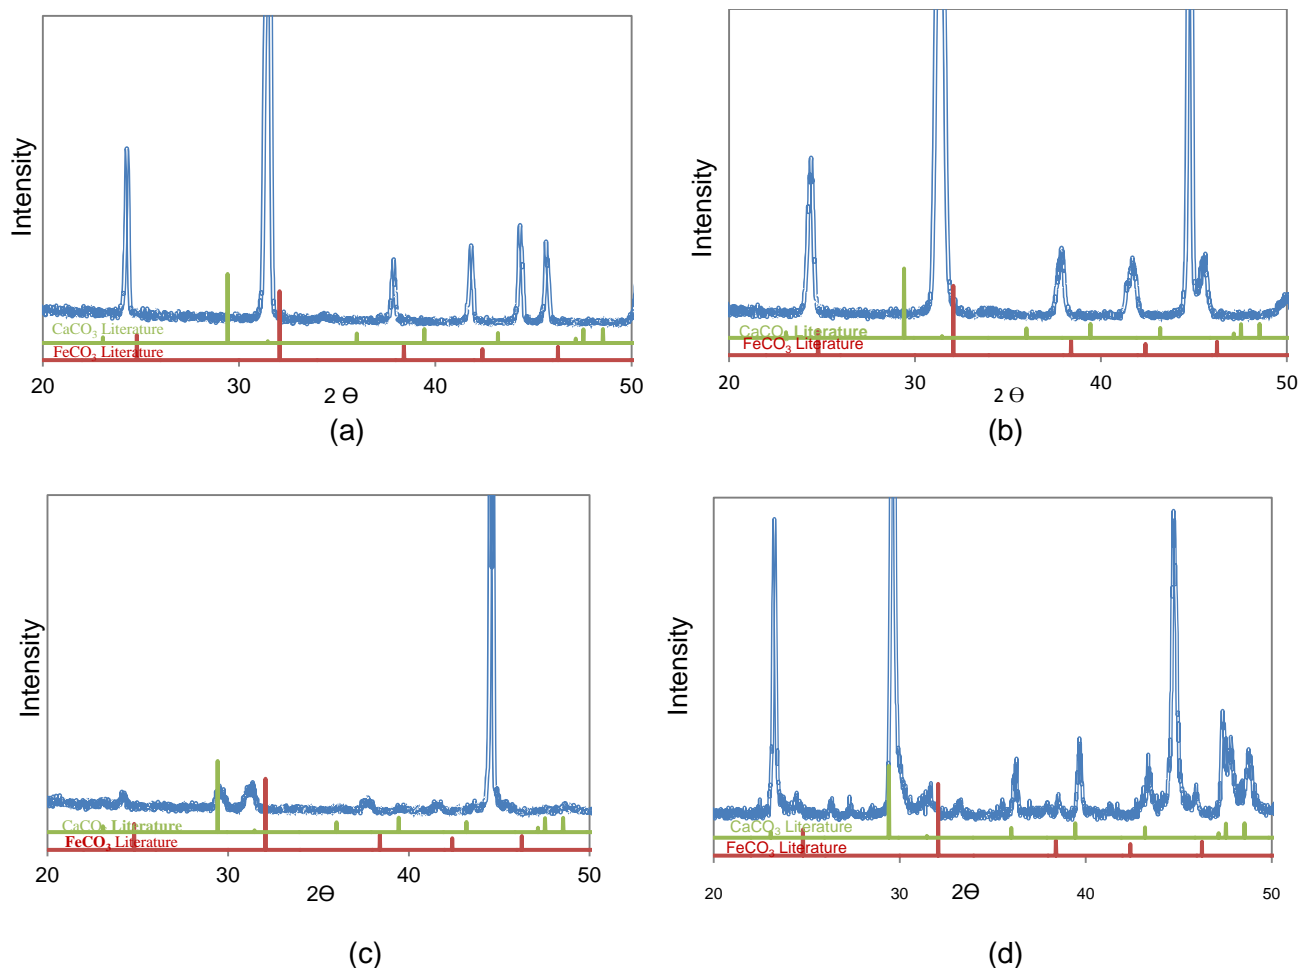 Intensity
CaCO₃ Literature
FeCO₃ Literature
20 30 40 50
2 Ө
(a)
Intensity
CaCO₃ Literature
FeCO₃ Literature
20 30 40 50
2 Ө
(b)
Intensity
CaCO₃ Literature
FeCO₃ Literature
20 30 40 50
2Ө
(c)
Intensity
CaCO₃ Literature
FeCO₃ Literature
20 30 2Ө 40 50
(d)